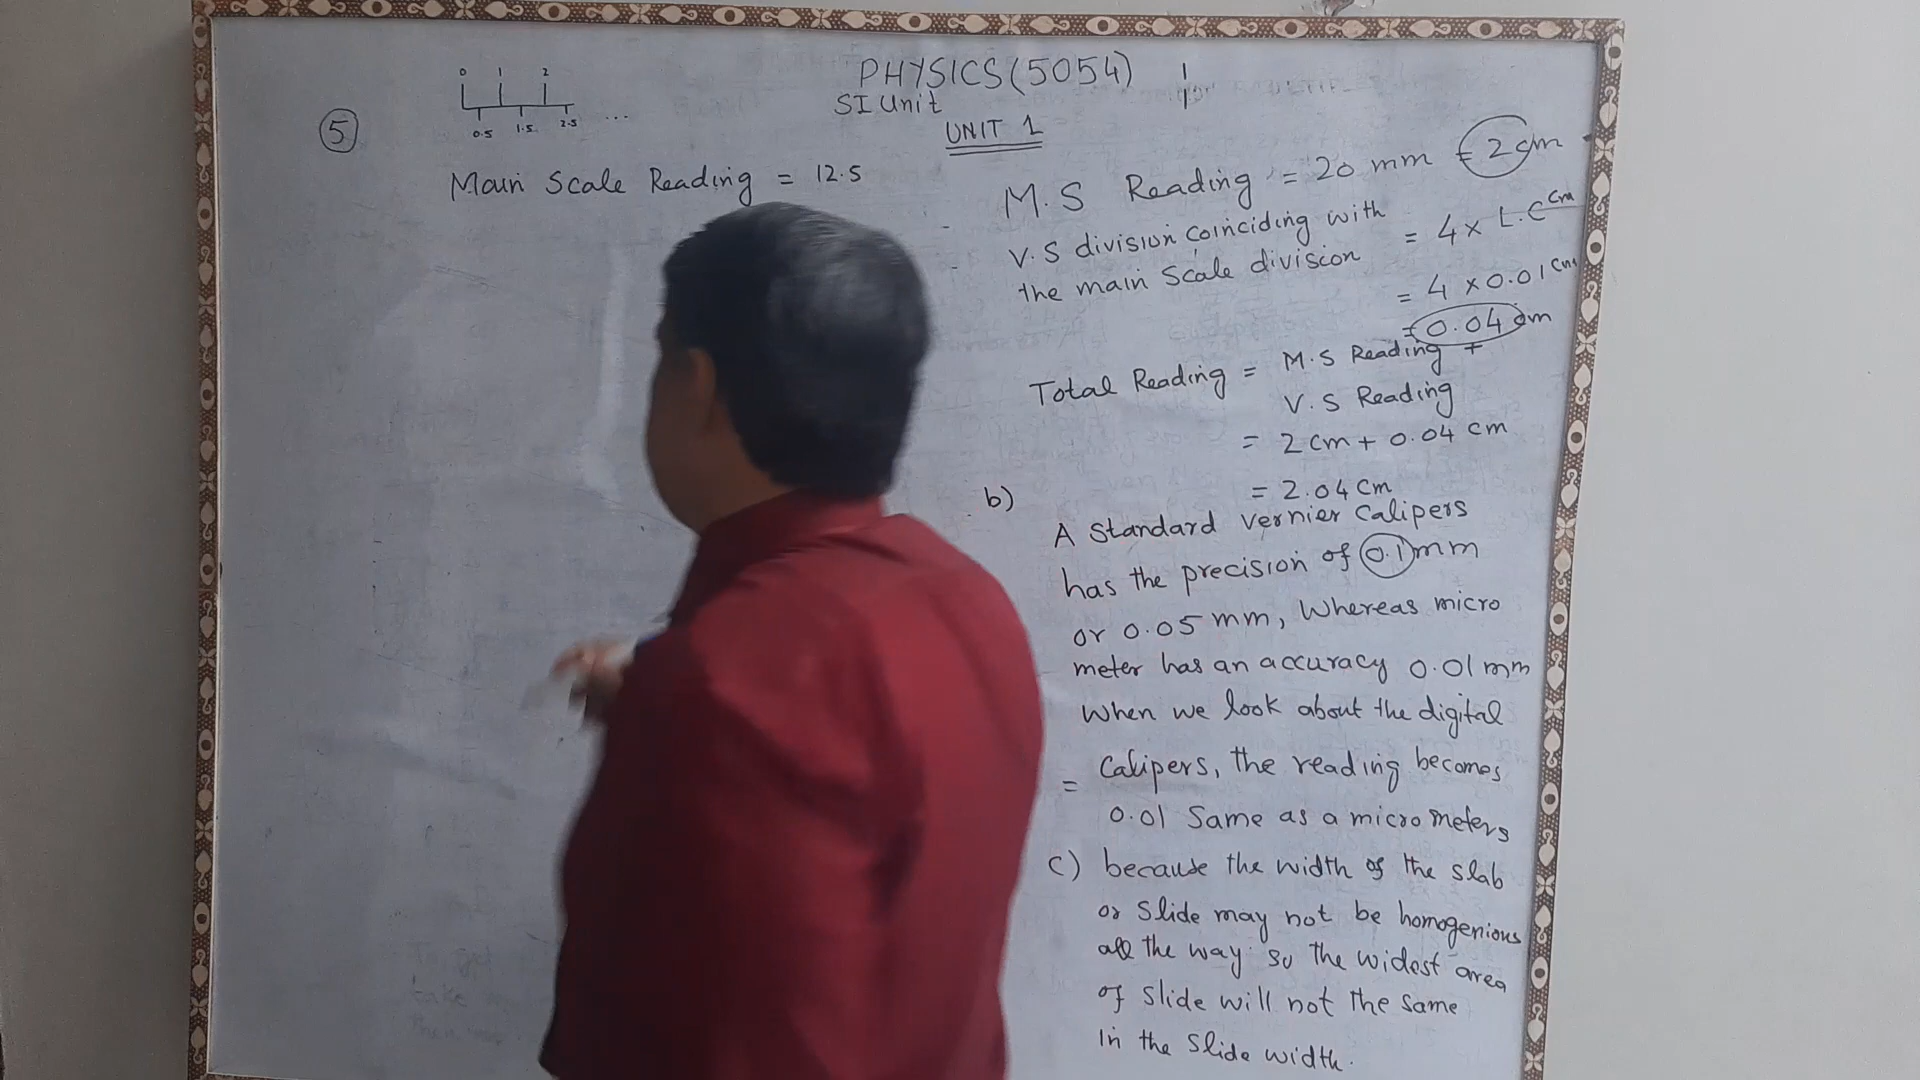 PHYSICS(5054)
SI Unit
UNIT 1
5
0 1 2
0.5 1.5 2.5 ...
Main Scale Reading = 12.5
M.S Reading = 20 mm = 2 cm
V.S division coinciding with
the main Scale division
= 4 x L.C cm
= 4 x 0.01 cm
= 0.04 cm
Total Reading = M.S Reading +
V.S Reading
= 2 cm + 0.04 cm
= 2.04 cm
b)
A Standard vernier Calipers
has the precision of 0.1 mm
or 0.05 mm, Whereas micro
meter has an accuracy 0.01 mm
When we look about the digital
= Calipers, the reading becomes
0.01 Same as a micro meters
c) because the width of the slab
or Slide may not be homogenious
all the way so the widest area
of Slide will not the same
in the Slide width.